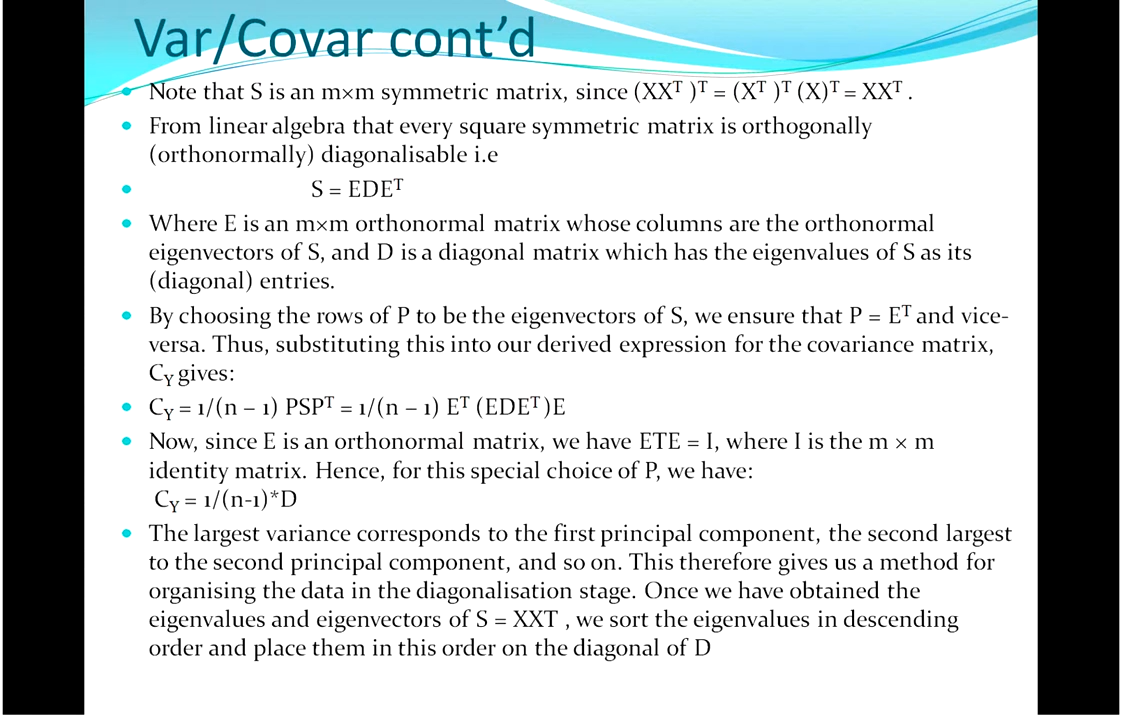 Var/Covar cont’d
Note that S is an m×m symmetric matrix, since (XXᵀ )ᵀ = (Xᵀ )ᵀ (X)ᵀ = XXᵀ .
From linear algebra that every square symmetric matrix is orthogonally
(orthonormally) diagonalisable i.e
S = EDEᵀ
Where E is an m×m orthonormal matrix whose columns are the orthonormal
eigenvectors of S, and D is a diagonal matrix which has the eigenvalues of S as its
(diagonal) entries.
By choosing the rows of P to be the eigenvectors of S, we ensure that P = Eᵀ and vice-
versa. Thus, substituting this into our derived expression for the covariance matrix,
C_Y gives:
C_Y = 1/(n – 1) PSPᵀ = 1/(n – 1) Eᵀ (EDEᵀ)E
Now, since E is an orthonormal matrix, we have ETE = I, where I is the m × m
identity matrix. Hence, for this special choice of P, we have:
C_Y = 1/(n-1)*D
The largest variance corresponds to the first principal component, the second largest
to the second principal component, and so on. This therefore gives us a method for
organising the data in the diagonalisation stage. Once we have obtained the
eigenvalues and eigenvectors of S = XXT , we sort the eigenvalues in descending
order and place them in this order on the diagonal of D